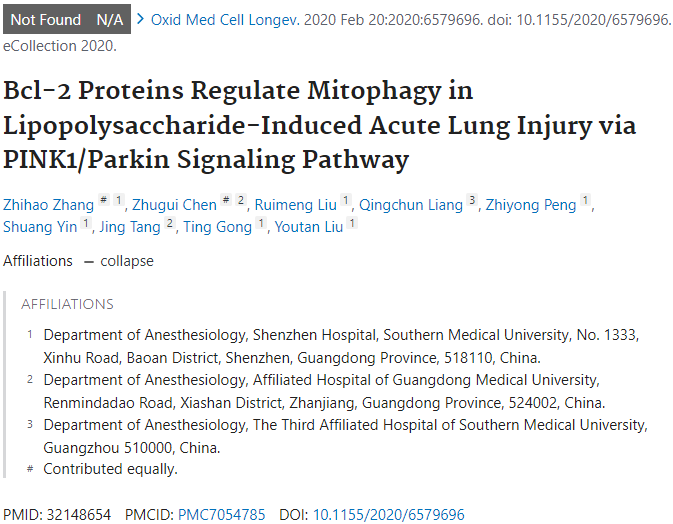 Not Found N/A > Oxid Med Cell Longev. 2020 Feb 20:2020:6579696. doi: 10.1155/2020/6579696.
eCollection 2020.
Bcl-2 Proteins Regulate Mitophagy in
Lipopolysaccharide-Induced Acute Lung Injury via
PINK1/Parkin Signaling Pathway
Zhihao Zhang # 1, Zhugui Chen # 2, Ruimeng Liu 1, Qingchun Liang 3, Zhiyong Peng 1,
Shuang Yin 1, Jing Tang 2, Ting Gong 1, Youtan Liu 1
Affiliations – collapse
AFFILIATIONS
1 Department of Anesthesiology, Shenzhen Hospital, Southern Medical University, No. 1333,
Xinhu Road, Baoan District, Shenzhen, Guangdong Province, 518110, China.
2 Department of Anesthesiology, Affiliated Hospital of Guangdong Medical University,
Renmindadao Road, Xiashan District, Zhanjiang, Guangdong Province, 524002, China.
3 Department of Anesthesiology, The Third Affiliated Hospital of Southern Medical University,
Guangzhou 510000, China.
# Contributed equally.
PMID: 32148654 PMCID: PMC7054785 DOI: 10.1155/2020/6579696